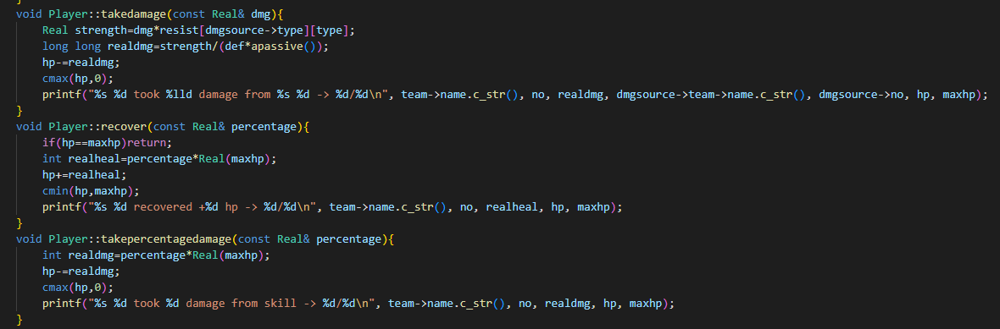 }
void Player::takedamage(const Real& dmg){
    Real strength=dmg*resist[dmgsource->type][type];
    long long realdmg=strength/(def*apassive());
    hp-=realdmg;
    cmax(hp,0);
    printf("%s %d took %lld damage from %s %d -> %d/%d\n", team->name.c_str(), no, realdmg, dmgsource->team->name.c_str(), dmgsource->no, hp, maxhp);
}
void Player::recover(const Real& percentage){
    if(hp==maxhp)return;
    int realheal=percentage*Real(maxhp);
    hp+=realheal;
    cmin(hp,maxhp);
    printf("%s %d recovered +%d hp -> %d/%d\n", team->name.c_str(), no, realheal, hp, maxhp);
}
void Player::takepercentagedamage(const Real& percentage){
    int realdmg=percentage*Real(maxhp);
    hp-=realdmg;
    cmax(hp,0);
    printf("%s %d took %d damage from skill -> %d/%d\n", team->name.c_str(), no, realdmg, hp, maxhp);
}